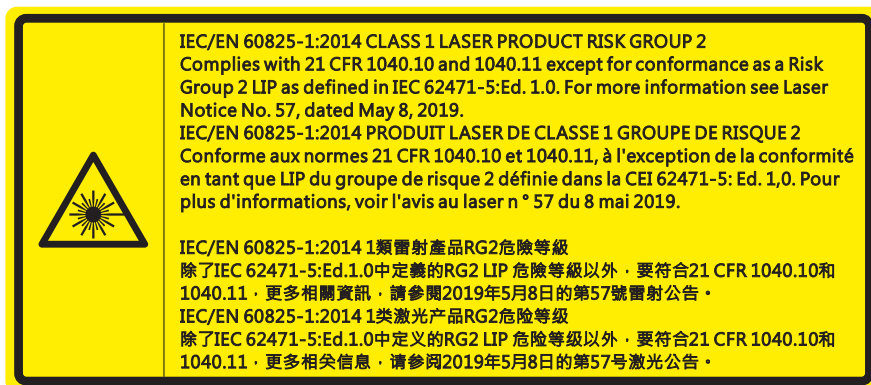 IEC/EN 60825-1:2014 CLASS 1 LASER PRODUCT RISK GROUP 2
Complies with 21 CFR 1040.10 and 1040.11 except for conformance as a Risk
Group 2 LIP as defined in IEC 62471-5:Ed. 1.0. For more information see Laser
Notice No. 57, dated May 8, 2019.
IEC/EN 60825-1:2014 PRODUIT LASER DE CLASSE 1 GROUPE DE RISQUE 2
Conforme aux normes 21 CFR 1040.10 et 1040.11, à l'exception de la conformité
en tant que LIP du groupe de risque 2 définie dans la CEI 62471-5: Ed. 1,0. Pour
plus d'informations, voir l'avis au laser n ° 57 du 8 mai 2019.
IEC/EN 60825-1:2014 1類雷射產品RG2危險等級
除了IEC 62471-5:Ed.1.0中定義的RG2 LIP 危險等級以外，要符合21 CFR 1040.10和
1040.11，更多相關資訊，請參閱2019年5月8日的第57號雷射公告。
IEC/EN 60825-1:2014 1类激光产品RG2危险等级
除了IEC 62471-5:Ed.1.0中定义的RG2 LIP 危险等级以外，要符合21 CFR 1040.10和
1040.11，更多相关信息，请参阅2019年5月8日的第57号激光公告。